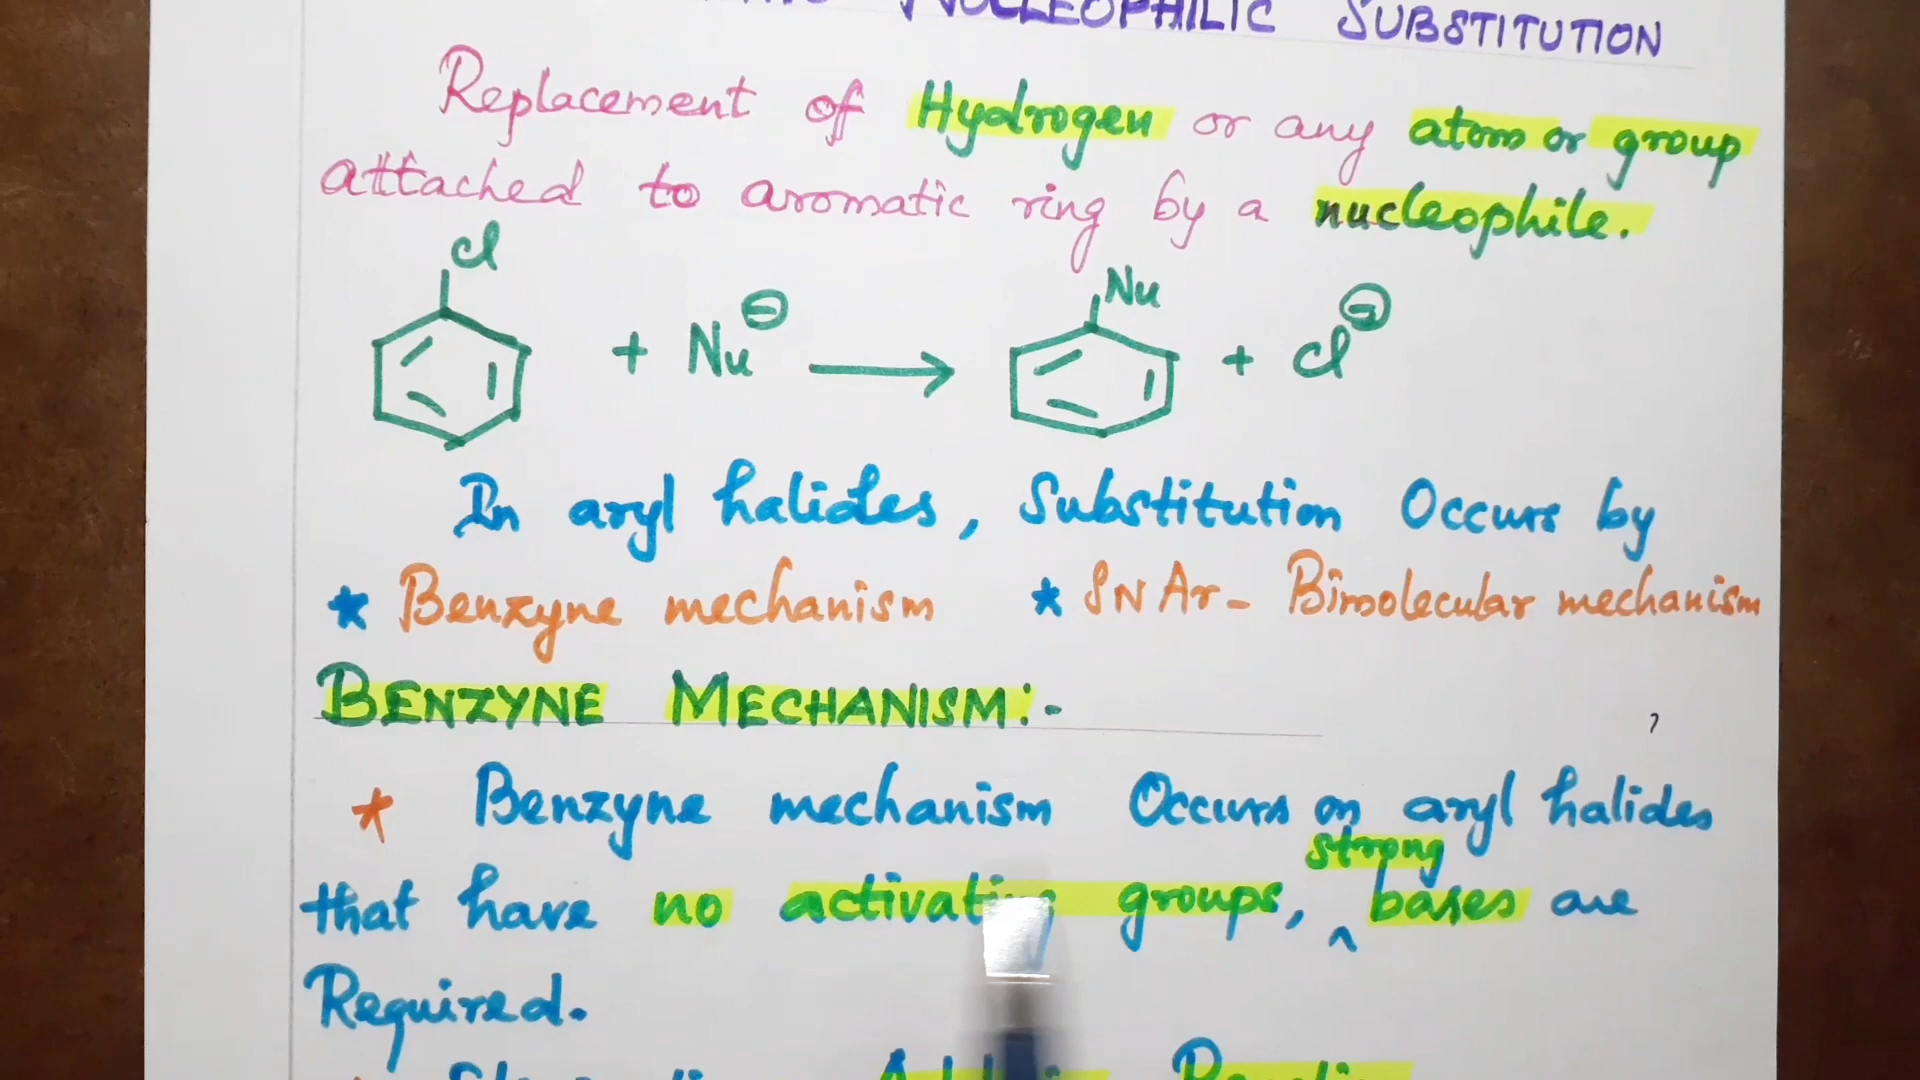 NUCLEOPHILIC SUBSTITUTION
Replacement of Hydrogen or any atom or group
attached to aromatic ring by a nucleophile.
Cl
+ Nu ⊖ → Nu + Cl ⊖
In aryl halides, Substitution Occurs by
* Benzyne mechanism * SNAr- Bimolecular mechanism
BENZYNE MECHANISM:-
* Benzyne mechanism Occurs on aryl halides
that have no activating groups, ^ strong bases are
Required.